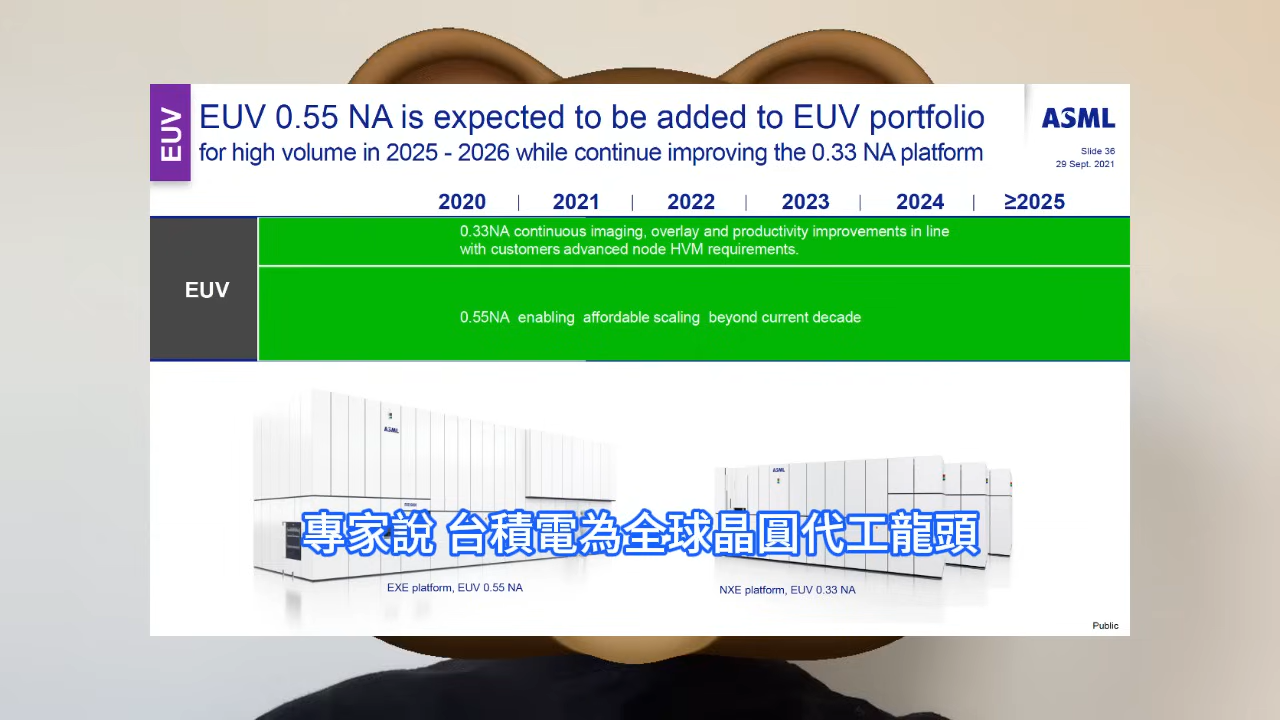 EUV
EUV 0.55 NA is expected to be added to EUV portfolio
for high volume in 2025 - 2026 while continue improving the 0.33 NA platform
ASML
Slide 36
29 Sept. 2021
2020 | 2021 | 2022 | 2023 | 2024 | ≥2025
EUV
0.33NA continuous imaging, overlay and productivity improvements in line
with customers advanced node HVM requirements.
0.55NA enabling affordable scaling beyond current decade
ASML
ASML
專家說 台積電為全球晶圓代工龍頭
EXE platform, EUV 0.55 NA
NXE platform, EUV 0.33 NA
Public